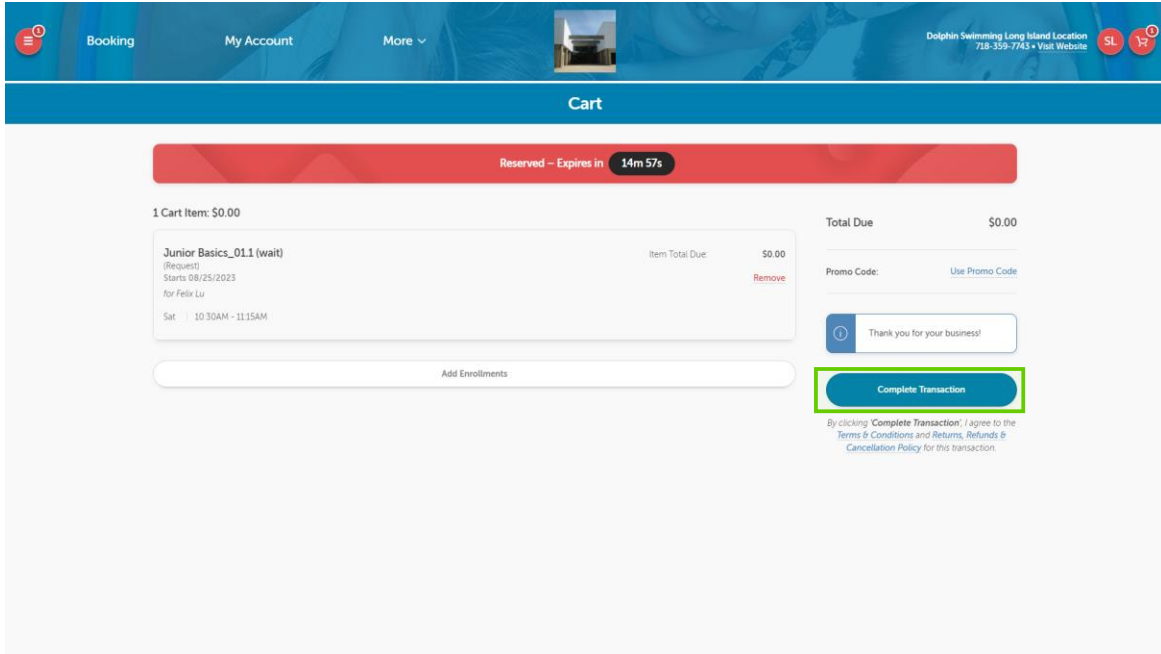 1
Booking
My Account
More
Dolphin Swimming Long Island Location
718-359-7743 • Visit Website
SL
1
Cart
Reserved – Expires in 14m 57s
1 Cart Item: $0.00
Junior Basics_01.1 (wait)
(Request)
Starts 08/25/2023
for Felix Lu
Sat | 10:30AM - 11:15AM
Item Total Due: $0.00
Remove
Add Enrollments
Total Due $0.00
Promo Code: Use Promo Code
Thank you for your business!
Complete Transaction
By clicking 'Complete Transaction', I agree to the
Terms & Conditions and Returns, Refunds &
Cancellation Policy for this transaction.